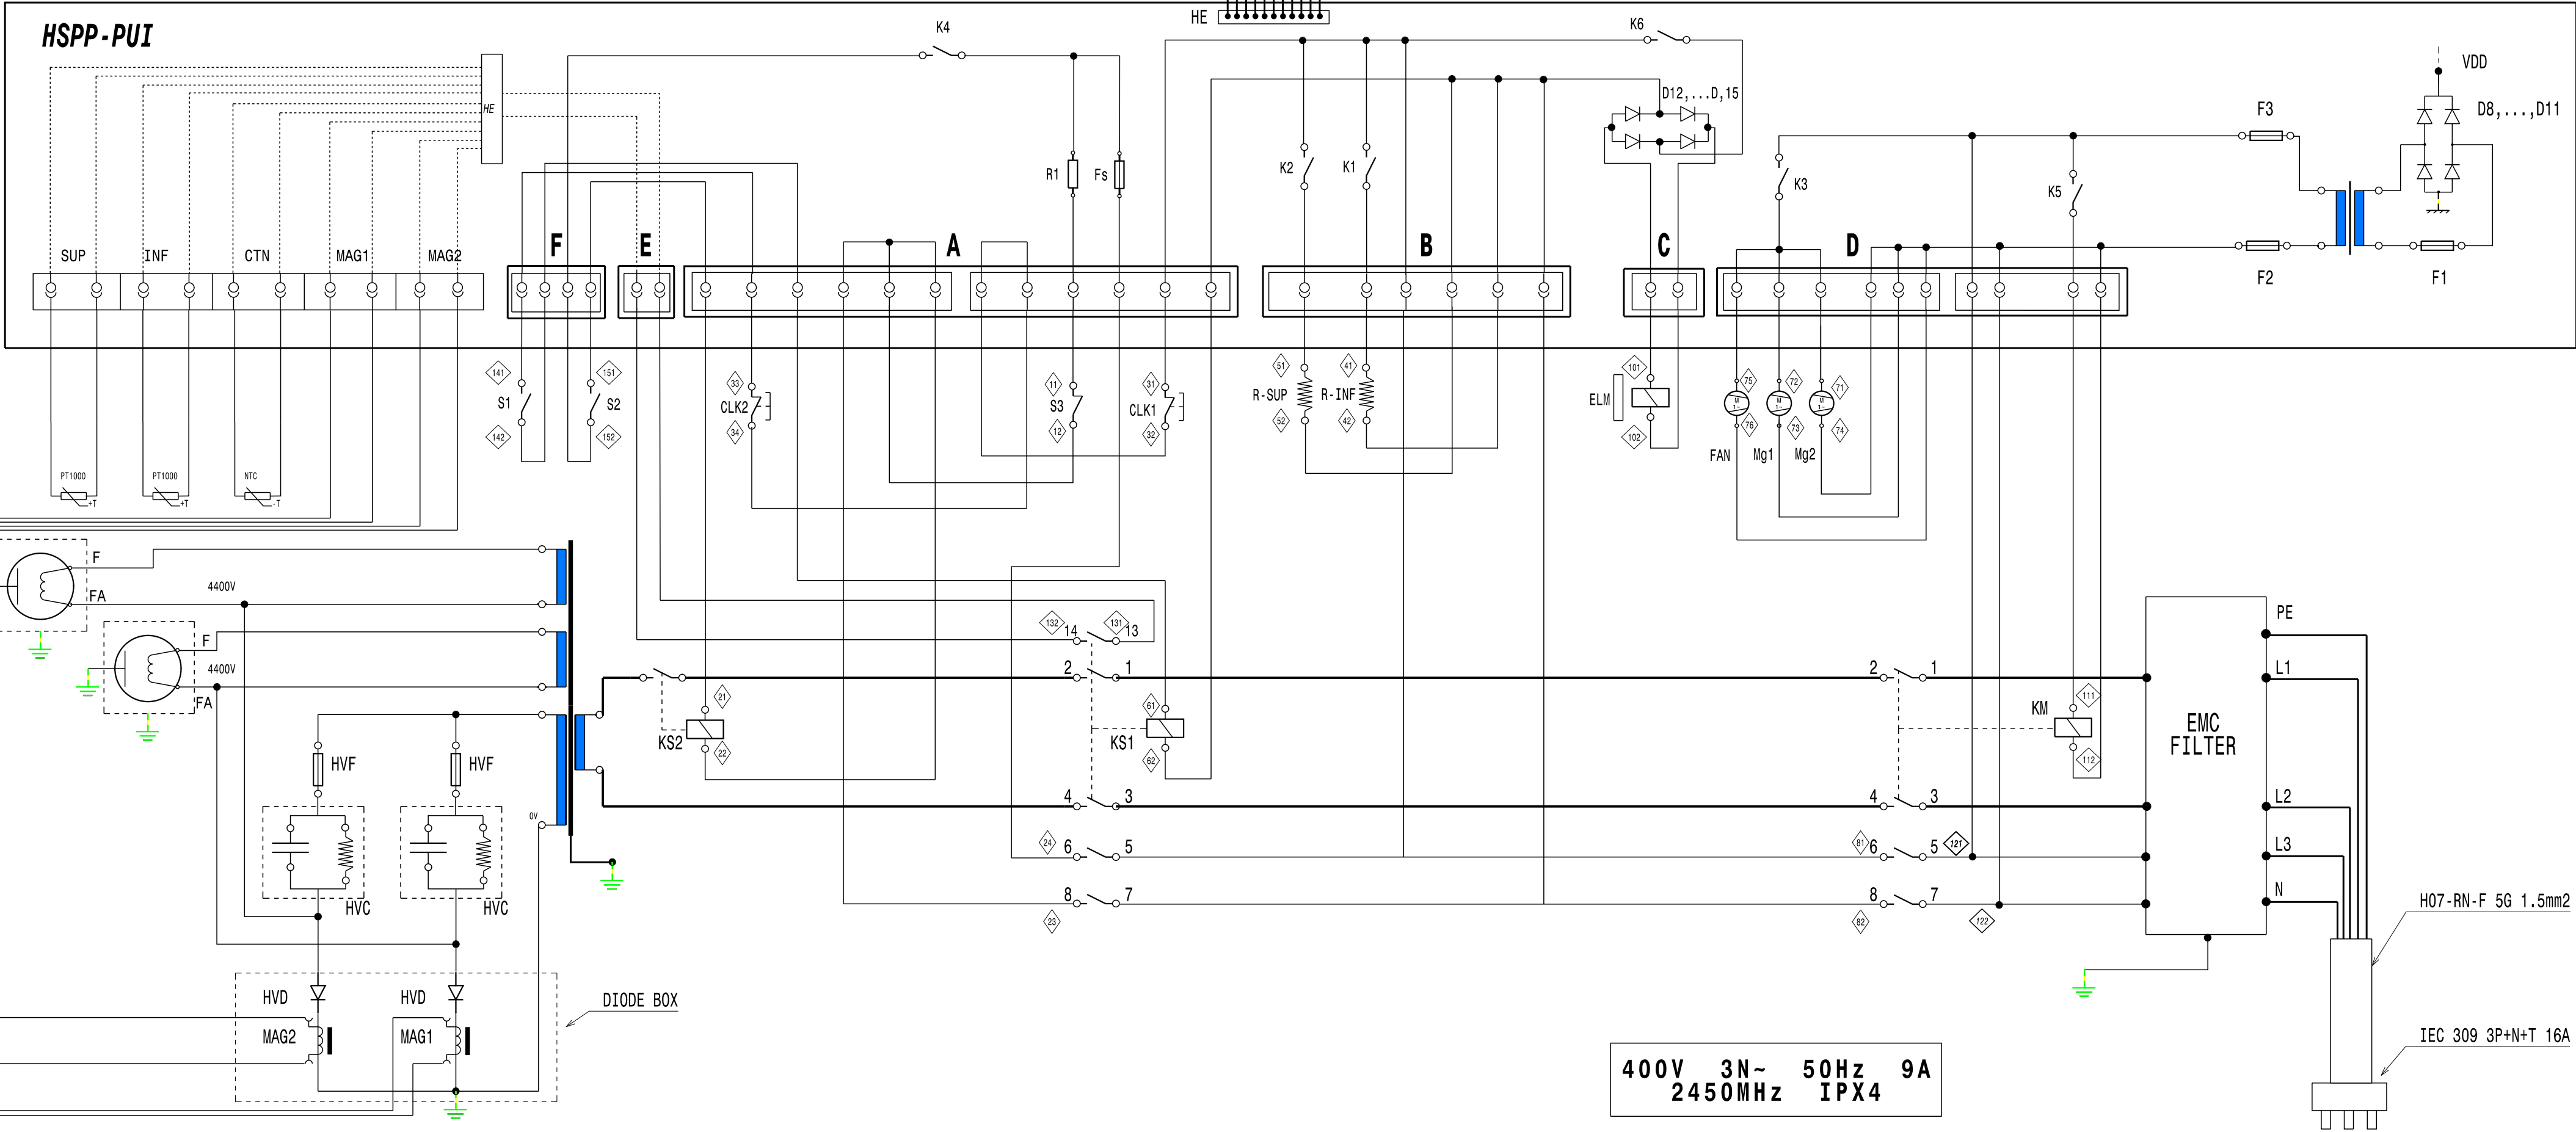 HSPP-PUI
HE
K4
K6
VDD
D12,...D,15
D8,...,D11
F3
HE
R1
Fs
K2
K1
K3
K5
SUP
INF
CTN
MAG1
MAG2
F
E
A
B
C
D
F2
F1
141
151
33
11
31
51
41
101
75
72
71
S1
S2
CLK2
S3
CLK1
R-SUP
R-INF
ELM
M
1~
M
1~
M
1~
142
152
34
12
32
52
42
102
76
73
74
FAN
Mg1
Mg2
PT1000
+T
PT1000
+T
NTC
-T
F
4400V
FA
F
4400V
FA
132
131
14
13
2
1
2
1
PE
L1
21
61
111
KS2
KS1
KM
EMC
FILTER
22
62
112
HVF
HVF
0V
4
3
4
3
L2
24
6
5
81
6
5
121
L3
HVC
HVC
8
7
8
7
N
23
82
122
H07-RN-F 5G 1.5mm2
HVD
HVD
DIODE BOX
MAG2
MAG1
IEC 309 3P+N+T 16A
400V 3N~ 50Hz 9A
2450MHz IPX4